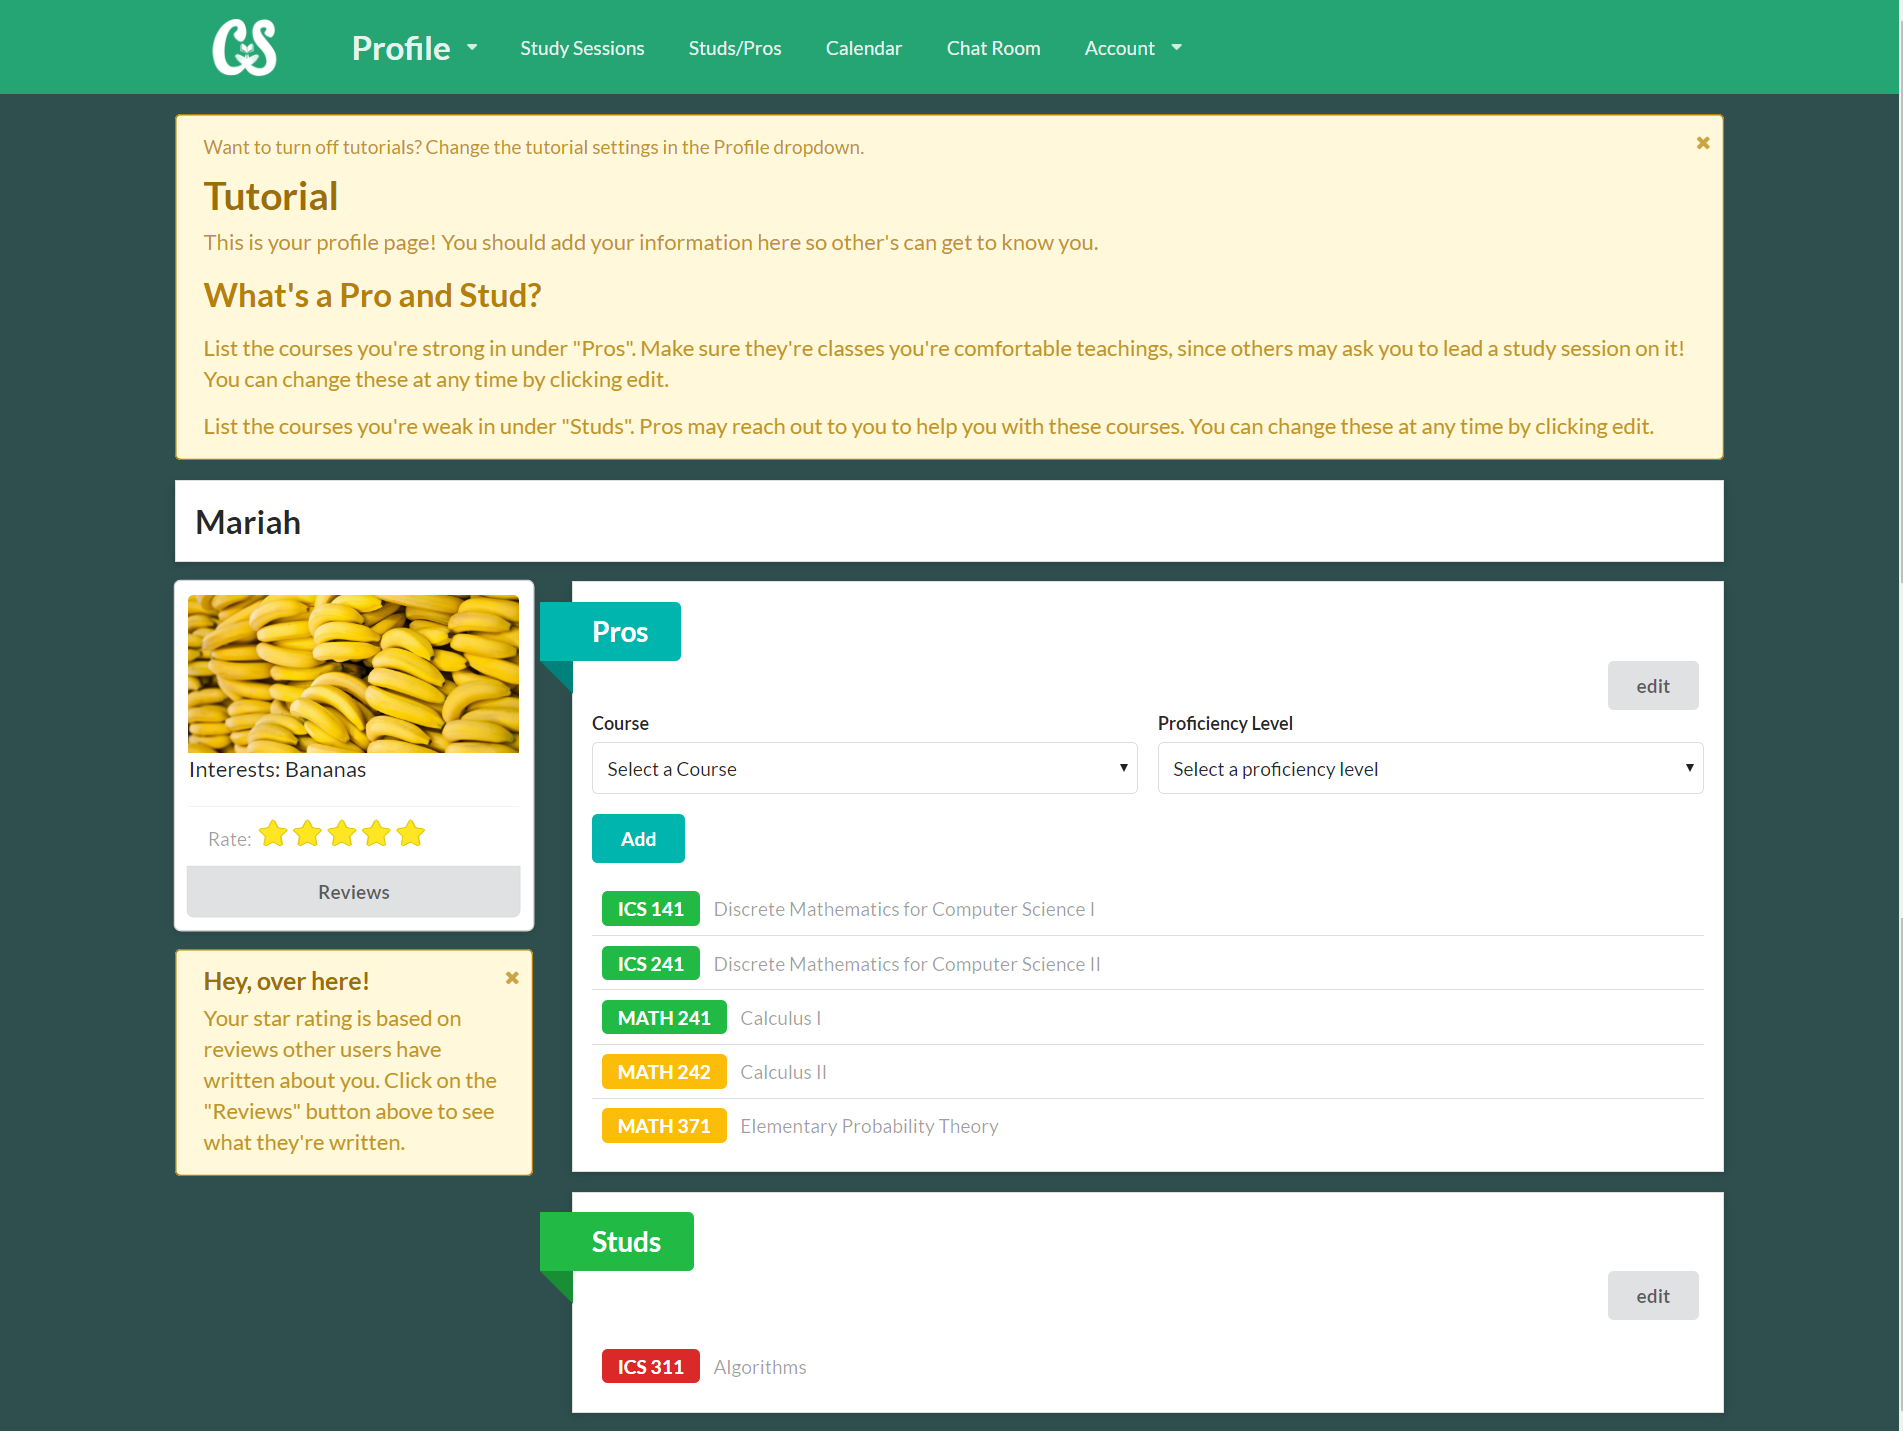 CS
Profile Study Sessions Studs/Pros Calendar Chat Room Account
Want to turn off tutorials? Change the tutorial settings in the Profile dropdown.
Tutorial
This is your profile page! You should add your information here so other's can get to know you.
What's a Pro and Stud?
List the courses you're strong in under "Pros". Make sure they're classes you're comfortable teachings, since others may ask you to lead a study session on it!
You can change these at any time by clicking edit.
List the courses you're weak in under "Studs". Pros may reach out to you to help you with these courses. You can change these at any time by clicking edit.
Mariah
Interests: Bananas
Rate:
Reviews
Hey, over here!
Your star rating is based on
reviews other users have
written about you. Click on the
"Reviews" button above to see
what they're written.
Pros
edit
Course Proficiency Level
Select a Course Select a proficiency level
Add
ICS 141 Discrete Mathematics for Computer Science I
ICS 241 Discrete Mathematics for Computer Science II
MATH 241 Calculus I
MATH 242 Calculus II
MATH 371 Elementary Probability Theory
Studs
edit
ICS 311 Algorithms